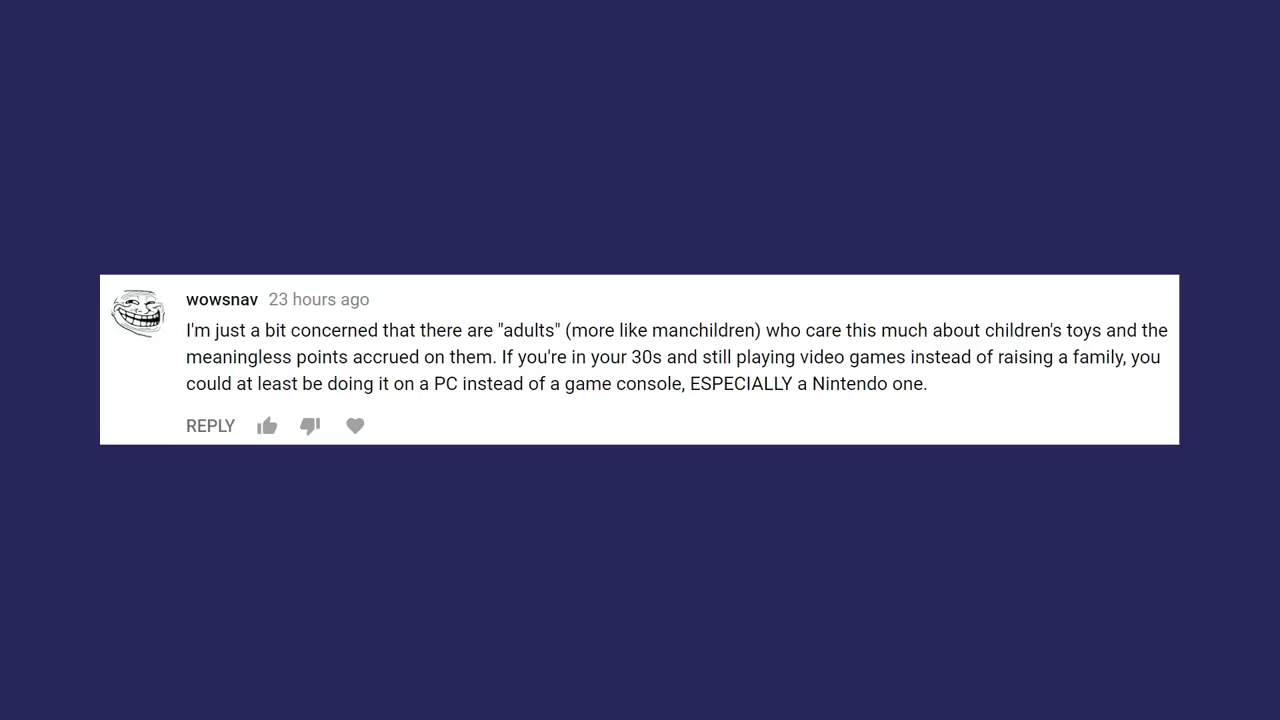 wowsnav 23 hours ago
I'm just a bit concerned that there are "adults" (more like manchildren) who care this much about children's toys and the
meaningless points accrued on them. If you're in your 30s and still playing video games instead of raising a family, you
could at least be doing it on a PC instead of a game console, ESPECIALLY a Nintendo one.
REPLY